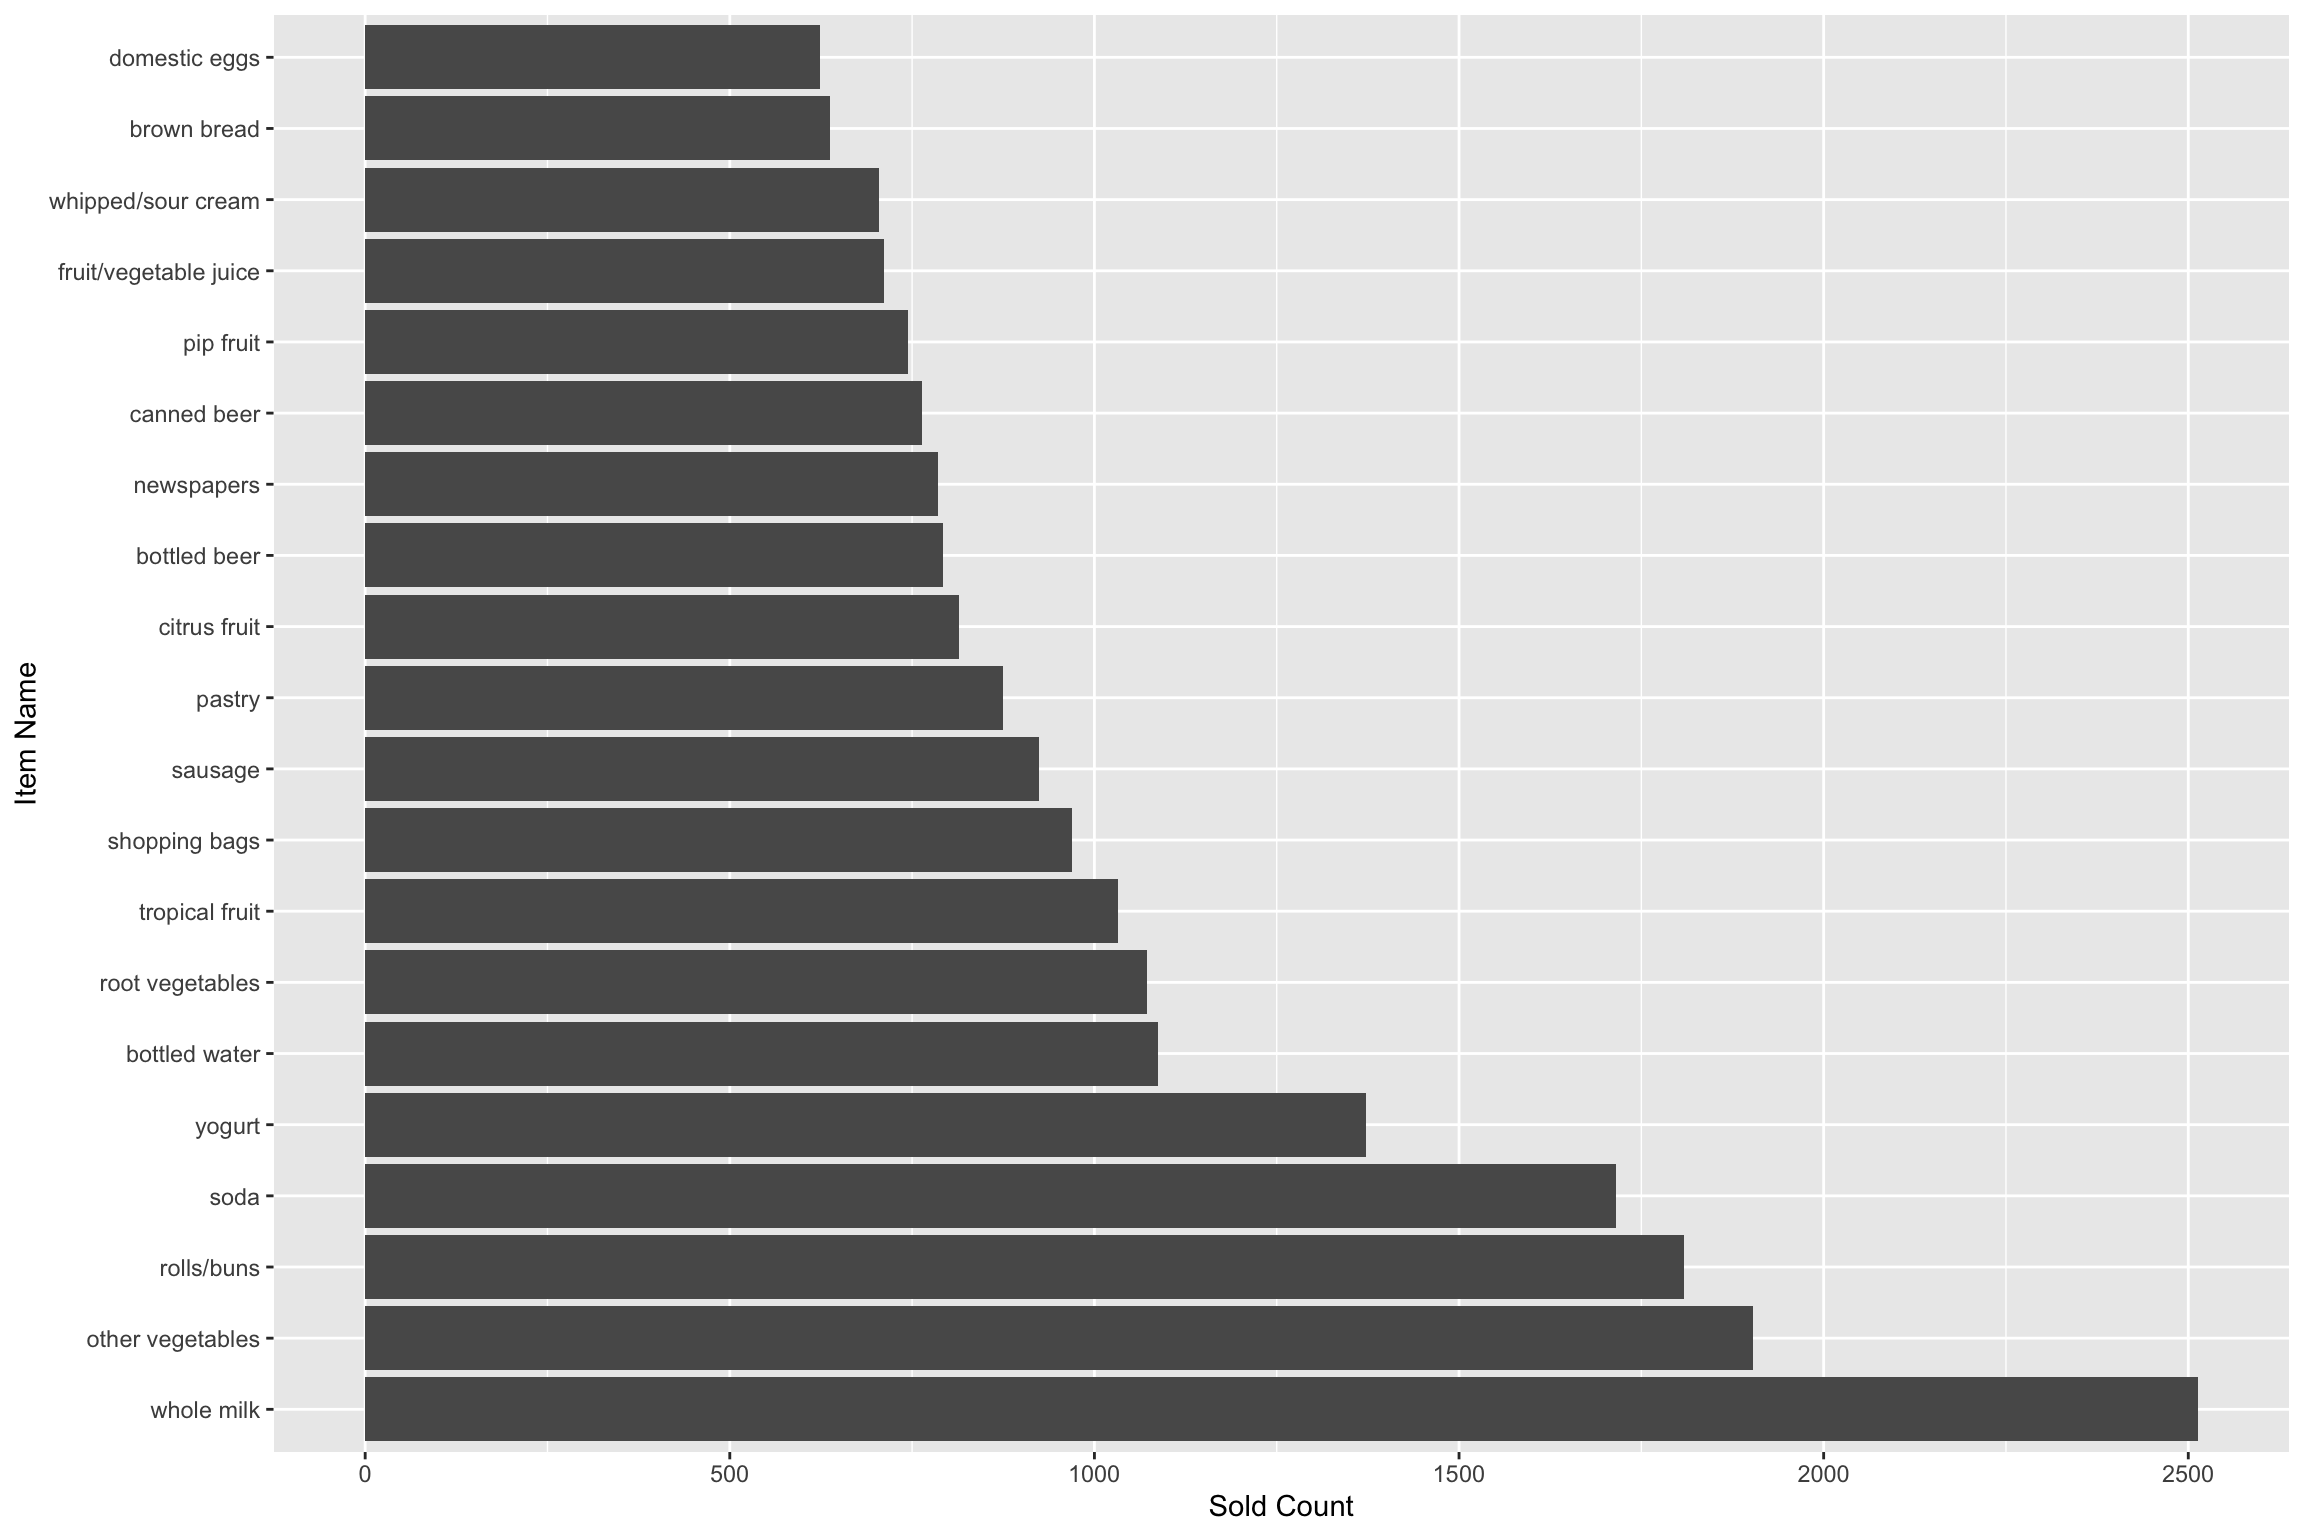 domestic eggs
brown bread
whipped/sour cream
fruit/vegetable juice
pip fruit
canned beer
newspapers
bottled beer
citrus fruit
pastry
sausage
shopping bags
tropical fruit
root vegetables
bottled water
yogurt
soda
rolls/buns
other vegetables
whole milk
Item Name
0 500 1000 1500 2000 2500
Sold Count